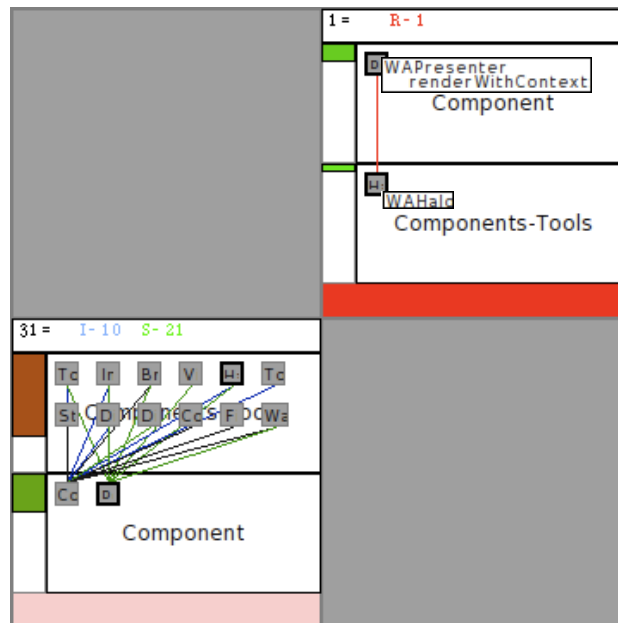 1= R-1
D
WAPresenter
renderWithContext
Component
WAHalo
Components-Tools
31= I-10 S-21
Tc Ir Br V Tc
St D D Cc F Wa
Cc D
Component